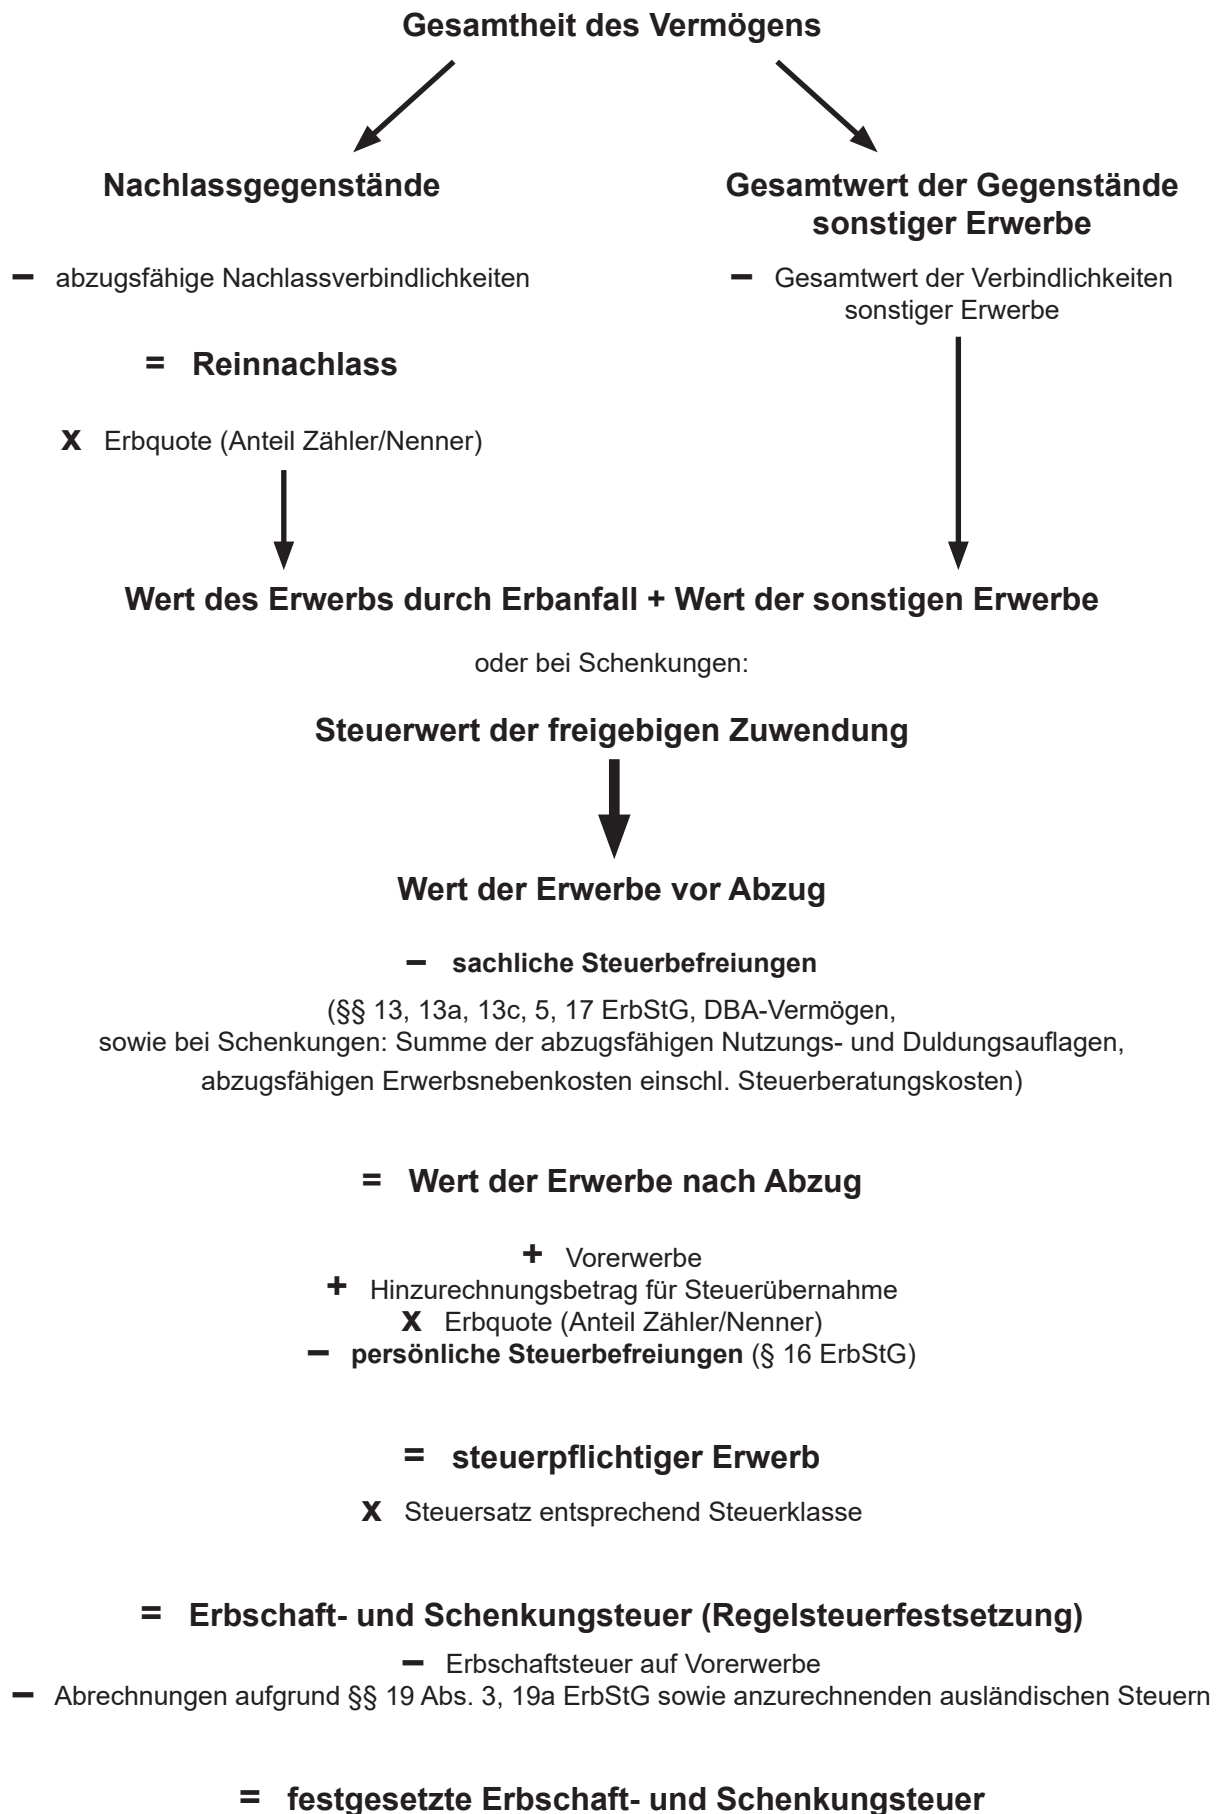 Gesamtheit des Vermögens
Nachlassgegenstände
– abzugsfähige Nachlassverbindlichkeiten
= Reinnachlass
x Erbquote (Anteil Zähler/Nenner)
Gesamtwert der Gegenstände
sonstiger Erwerbe
– Gesamtwert der Verbindlichkeiten
sonstiger Erwerbe
Wert des Erwerbs durch Erbanfall + Wert der sonstigen Erwerbe
oder bei Schenkungen:
Steuerwert der freigebigen Zuwendung
Wert der Erwerbe vor Abzug
– sachliche Steuerbefreiungen
(§§ 13, 13a, 13c, 5, 17 ErbStG, DBA-Vermögen,
sowie bei Schenkungen: Summe der abzugsfähigen Nutzungs- und Duldungsauflagen,
abzugsfähigen Erwerbsnebenkosten einschl. Steuerberatungskosten)
= Wert der Erwerbe nach Abzug
+ Vorerwerbe
+ Hinzurechnungsbetrag für Steuerübernahme
x Erbquote (Anteil Zähler/Nenner)
– persönliche Steuerbefreiungen (§ 16 ErbStG)
= steuerpflichtiger Erwerb
x Steuersatz entsprechend Steuerklasse
= Erbschaft- und Schenkungsteuer (Regelsteuerfestsetzung)
– Erbschaftsteuer auf Vorerwerbe
– Abrechnungen aufgrund §§ 19 Abs. 3, 19a ErbStG sowie anzurechnenden ausländischen Steuern
= festgesetzte Erbschaft- und Schenkungsteuer